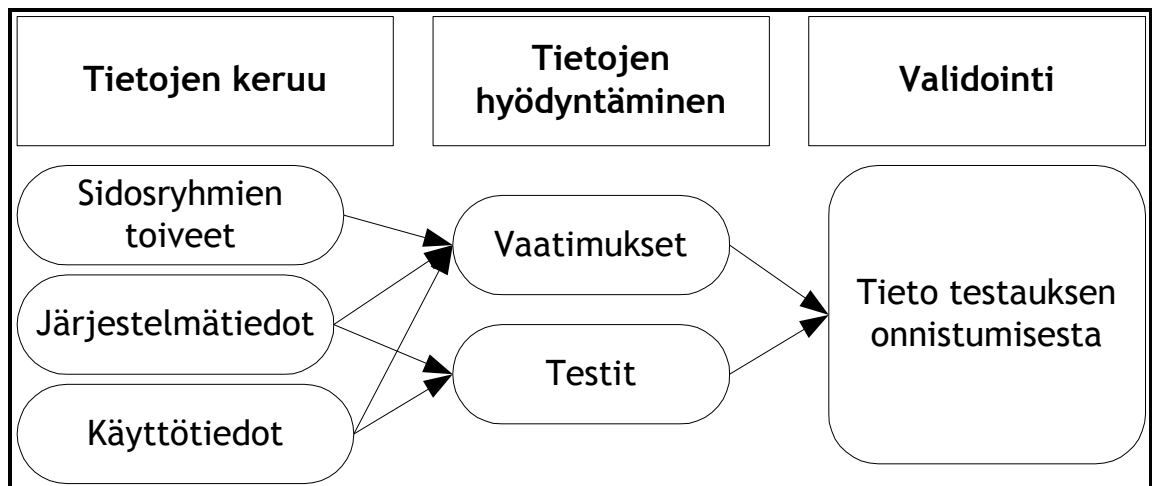 Tietojen keruu
Tietojen
hyödyntäminen
Validointi
Sidosryhmien
toiveet
Järjestelmätiedot
Käyttötiedot
Vaatimukset
Testit
Tieto testauksen
onnistumisesta